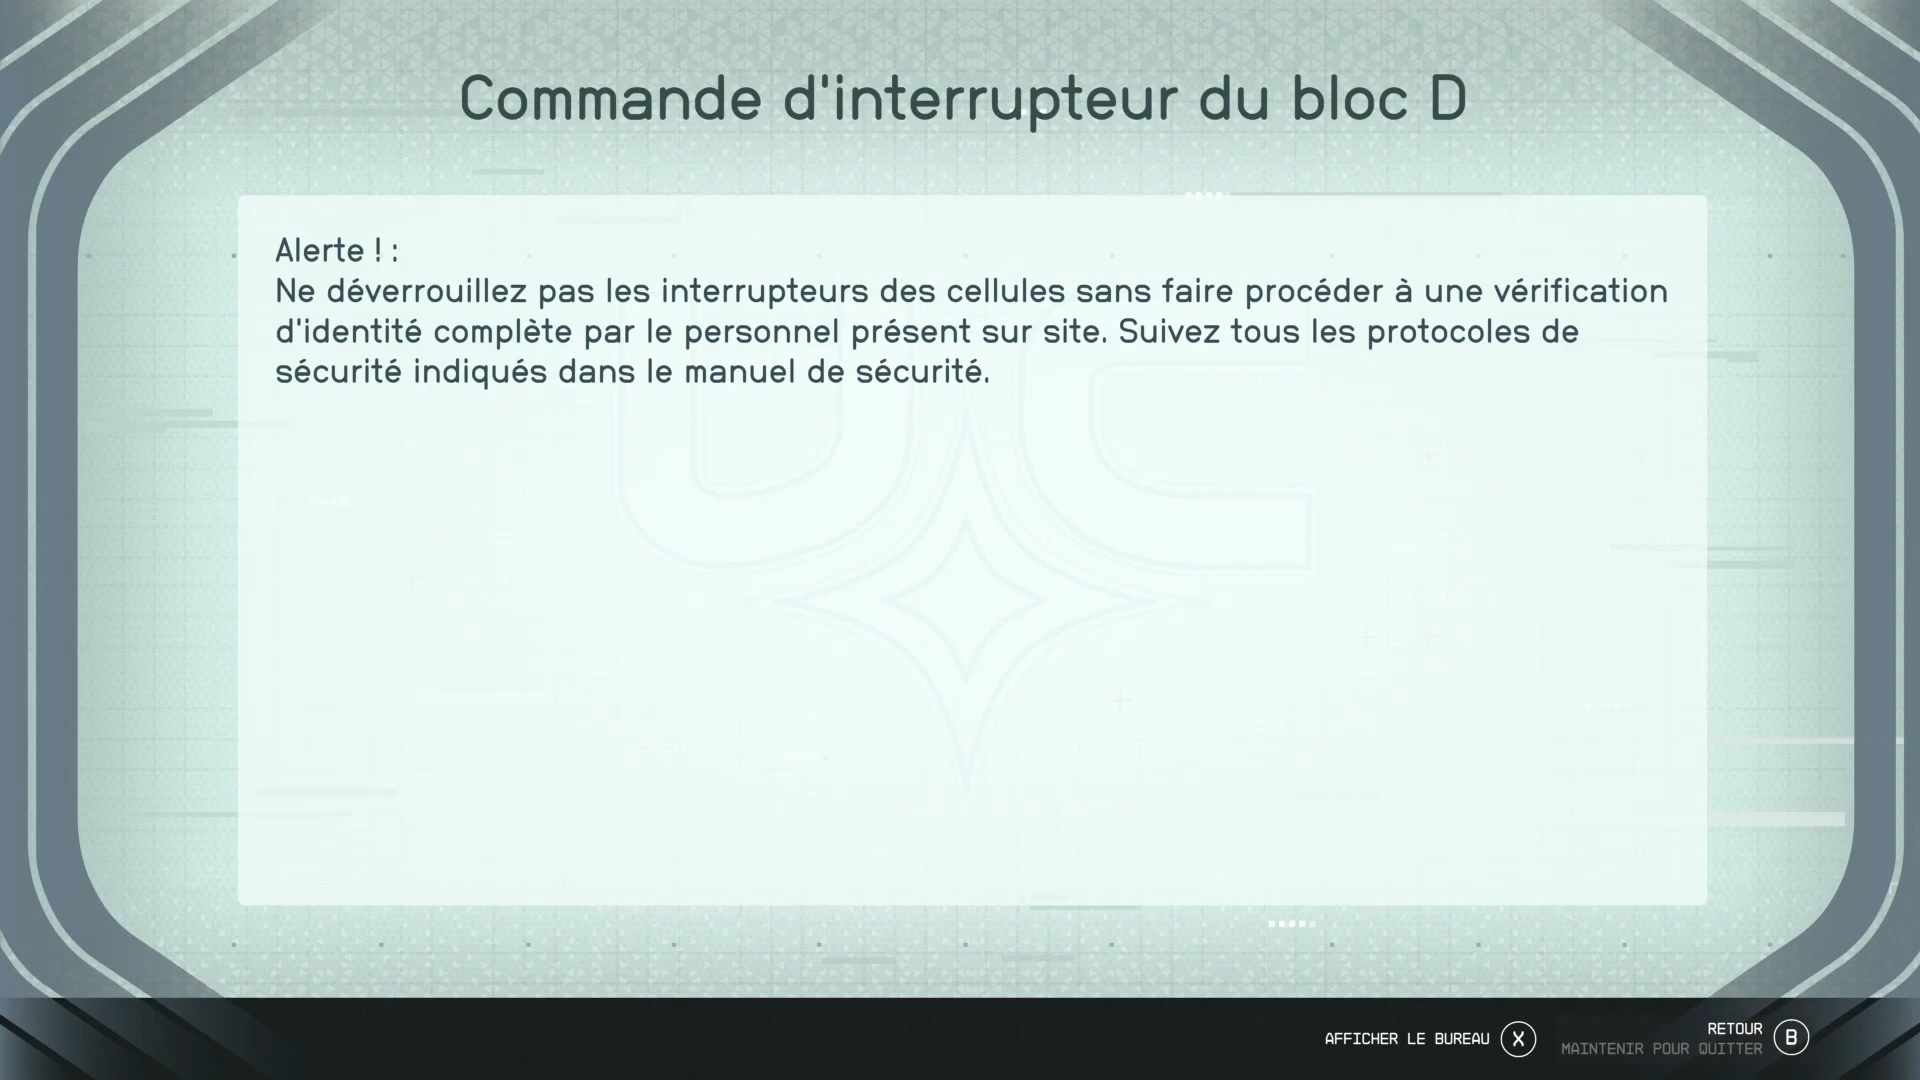 Commande d'interrupteur du bloc D
Alerte ! :
Ne déverrouillez pas les interrupteurs des cellules sans faire procéder à une vérification
d'identité complète par le personnel présent sur site. Suivez tous les protocoles de
sécurité indiqués dans le manuel de sécurité.
UC
AFFICHER LE BUREAU X
RETOUR B
MAINTENIR POUR QUITTER